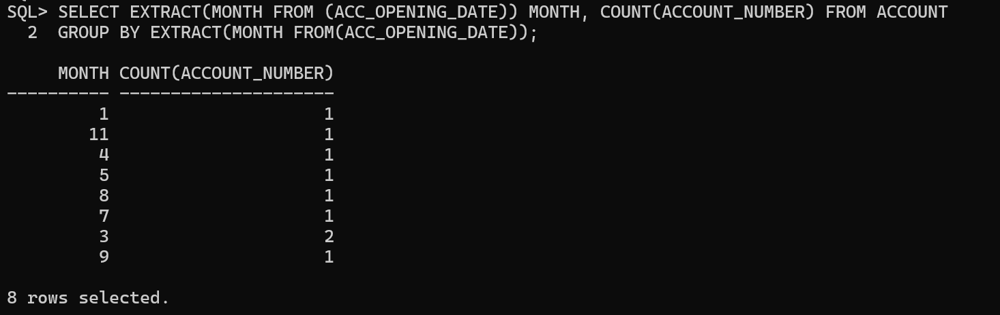 SQL> SELECT EXTRACT(MONTH FROM (ACC_OPENING_DATE)) MONTH, COUNT(ACCOUNT_NUMBER) FROM ACCOUNT
  2  GROUP BY EXTRACT(MONTH FROM(ACC_OPENING_DATE));

     MONTH COUNT(ACCOUNT_NUMBER)
---------- ---------------------
         1                     1
        11                     1
         4                     1
         5                     1
         8                     1
         7                     1
         3                     2
         9                     1

8 rows selected.